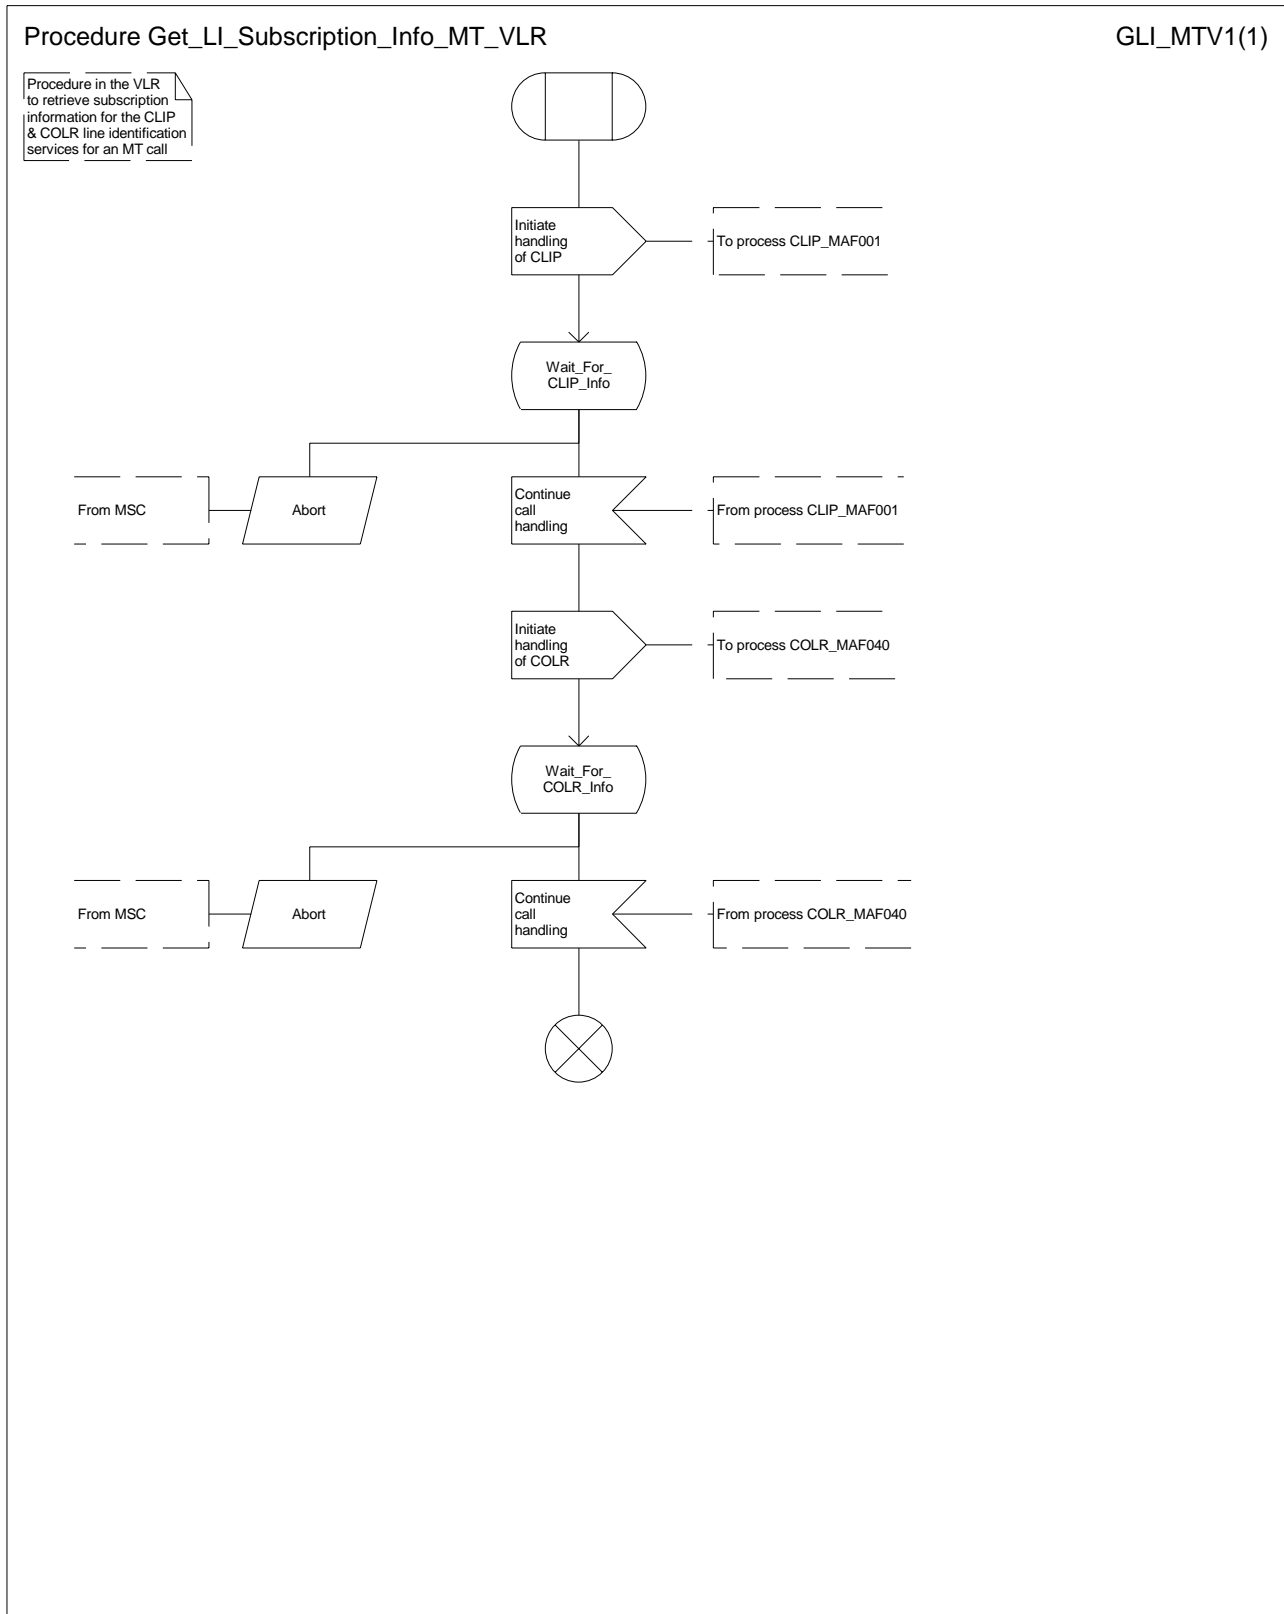 Procedure Get_LI_Subscription_Info_MT_VLR
GLI_MTV1(1)
Procedure in the VLR
to retrieve subscription
information for the CLIP
& COLR line identification
services for an MT call
Initiate
handling
of CLIP
To process CLIP_MAF001
Wait_For_
CLIP_Info
From MSC
Abort
Continue
call
handling
From process CLIP_MAF001
Initiate
handling
of COLR
To process COLR_MAF040
Wait_For_
COLR_Info
From MSC
Abort
Continue
call
handling
From process COLR_MAF040